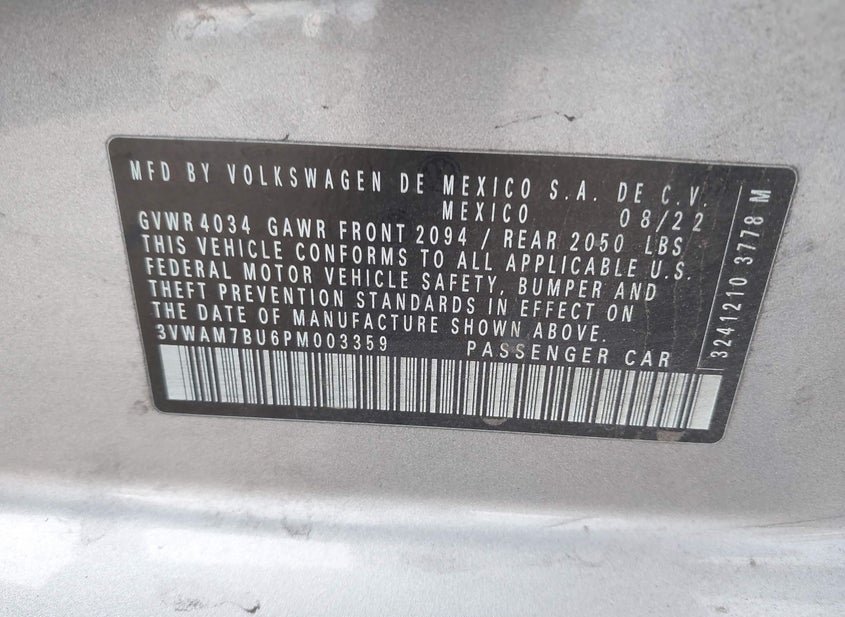 MFD BY VOLKSWAGEN DE MEXICO S.A. DE C.V.
MEXICO 08/22
GVWR 4034 GAWR FRONT 2094 / REAR 2050 LBS
THIS VEHICLE CONFORMS TO ALL APPLICABLE U.S.
FEDERAL MOTOR VEHICLE SAFETY, BUMPER AND
THEFT PREVENTION STANDARDS IN EFFECT ON
THE DATE OF MANUFACTURE SHOWN ABOVE.
3VWAM7BU6PM003359 PASSENGER CAR
3241210 3778 M